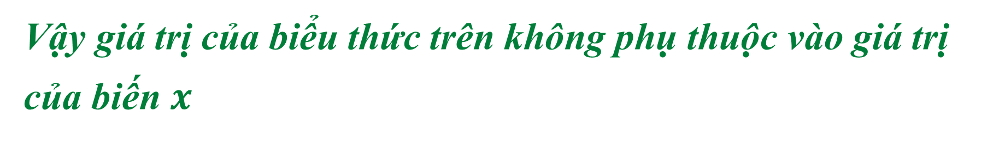 Vậy giá trị của biểu thức trên không phụ thuộc vào giá trị
của biến x